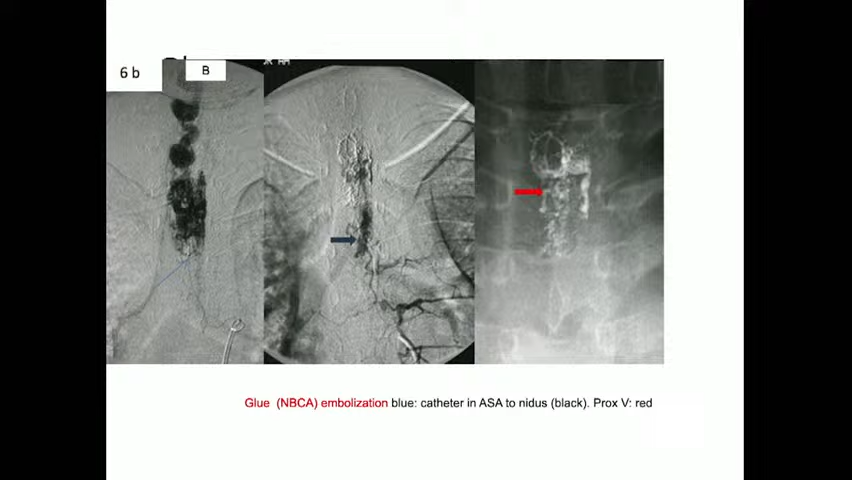 6 b
B
Glue (NBCA) embolization blue: catheter in ASA to nidus (black). Prox V: red